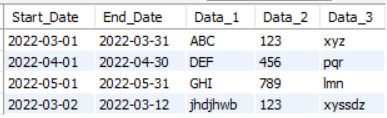 Start_Date End_Date Data_1 Data_2 Data_3
2022-03-01 2022-03-31 ABC 123 xyz
2022-04-01 2022-04-30 DEF 456 pqr
2022-05-01 2022-05-31 GHI 789 lmn
2022-03-02 2022-03-12 jhdjhwb 123 xyssdz